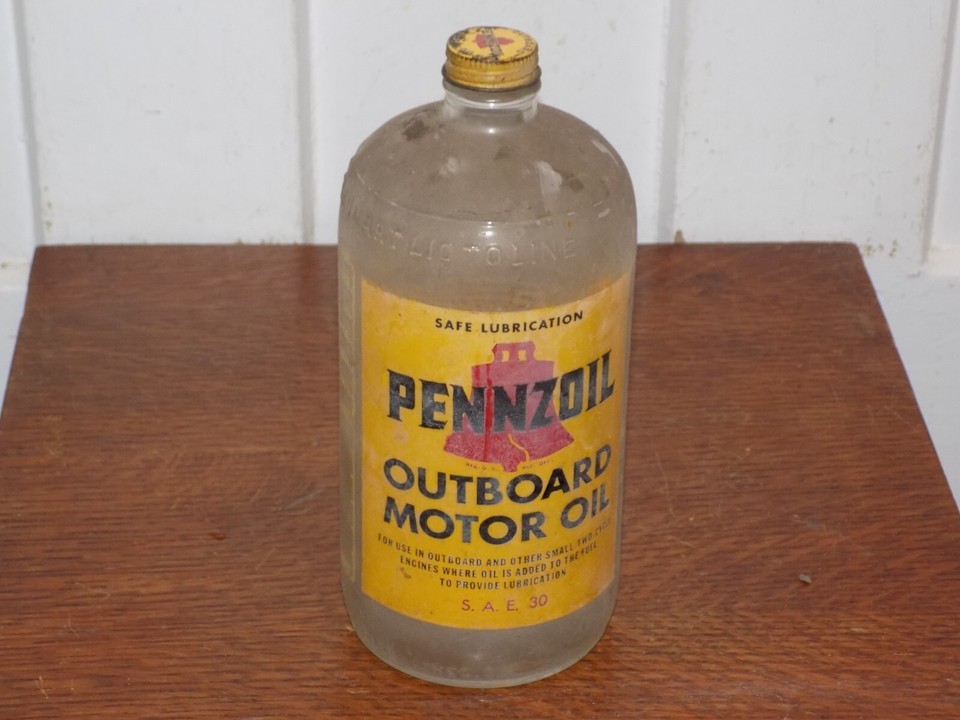 SAFE LUBRICATION
PENNZOIL
OUTBOARD
MOTOR OIL
FOR USE IN OUTBOARD AND OTHER SMALL TWO-CYCLE
ENGINES WHERE OIL IS ADDED TO THE FUEL
TO PROVIDE LUBRICATION
S. A. E. 30